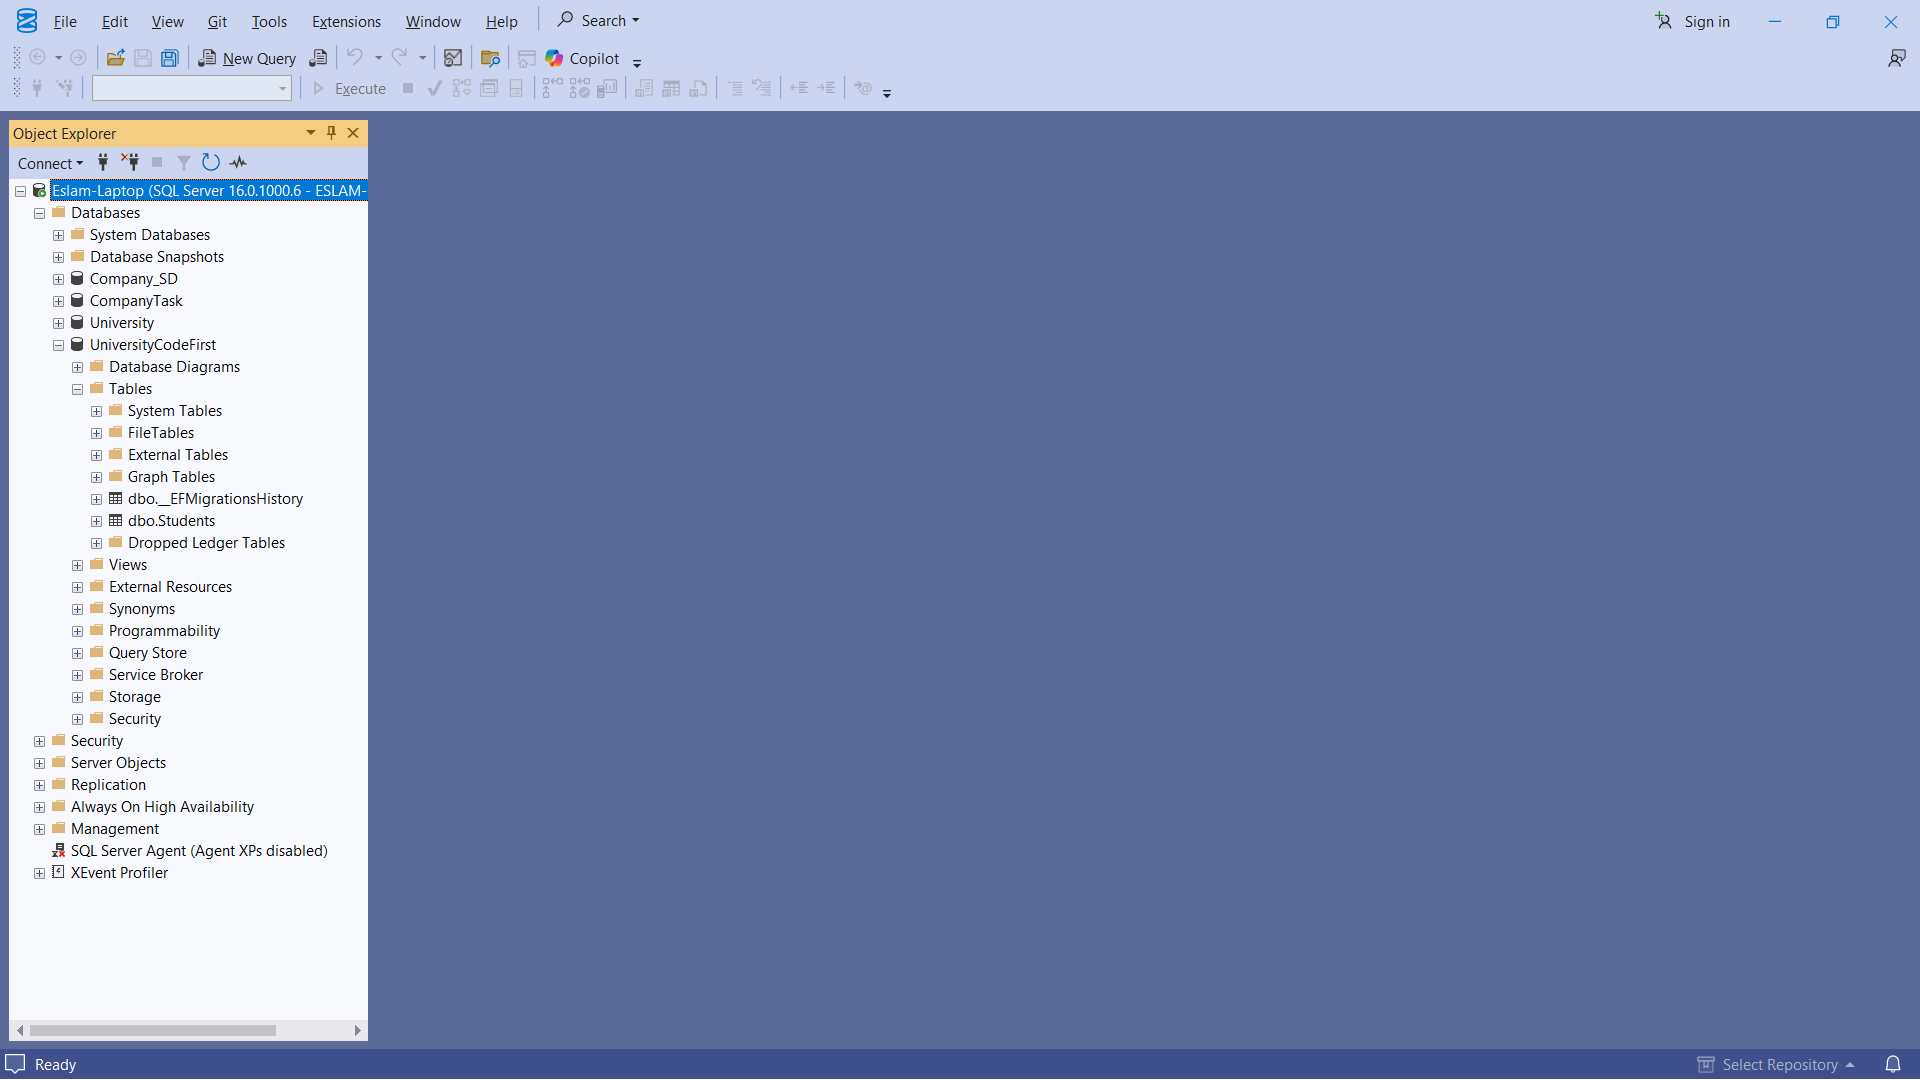 File Edit View Git Tools Extensions Window Help Search Sign in
New Query Copilot
Execute
Object Explorer
Connect
Eslam-Laptop (SQL Server 16.0.1000.6 - ESLAM-
Databases
System Databases
Database Snapshots
Company_SD
CompanyTask
University
UniversityCodeFirst
Database Diagrams
Tables
System Tables
FileTables
External Tables
Graph Tables
dbo.__EFMigrationsHistory
dbo.Students
Dropped Ledger Tables
Views
External Resources
Synonyms
Programmability
Query Store
Service Broker
Storage
Security
Security
Server Objects
Replication
Always On High Availability
Management
SQL Server Agent (Agent XPs disabled)
XEvent Profiler
Ready Select Repository